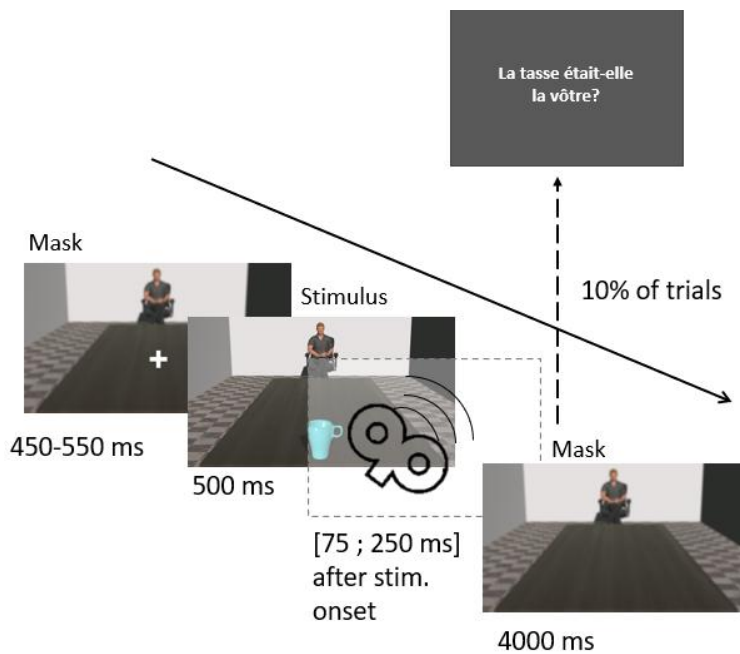 La tasse était-elle
la vôtre?
Mask
Stimulus
10% of trials
450-550 ms
500 ms
Mask
[75 ; 250 ms]
after stim.
onset
4000 ms